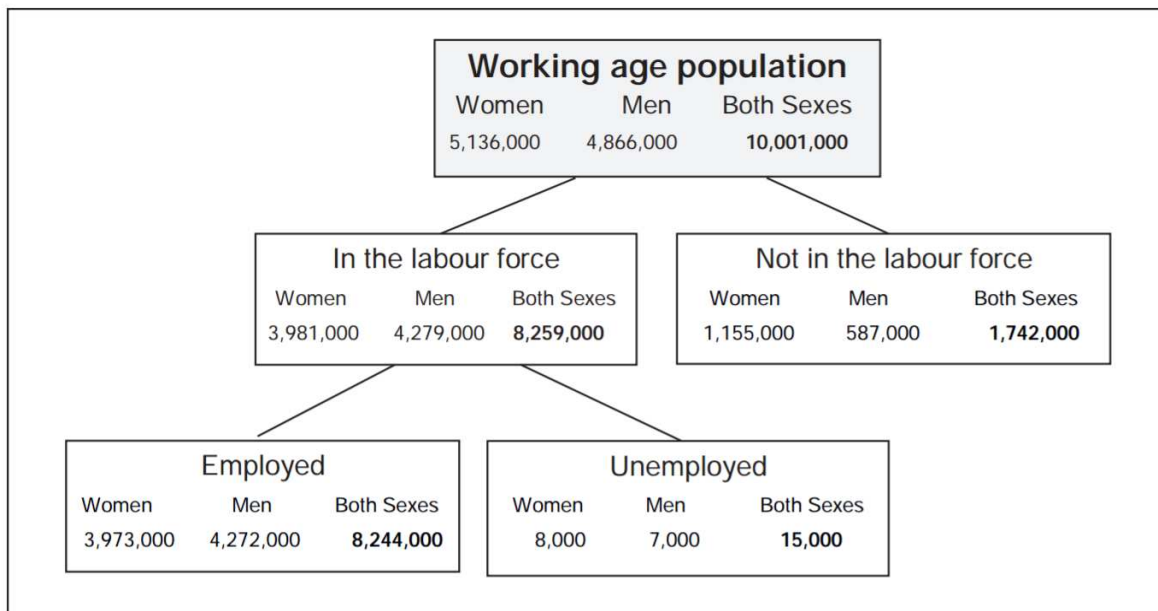 Working age population
Women Men Both Sexes
5,136,000 4,866,000 10,001,000
In the labour force
Women Men Both Sexes
3,981,000 4,279,000 8,259,000
Not in the labour force
Women Men Both Sexes
1,155,000 587,000 1,742,000
Employed
Women Men Both Sexes
3,973,000 4,272,000 8,244,000
Unemployed
Women Men Both Sexes
8,000 7,000 15,000